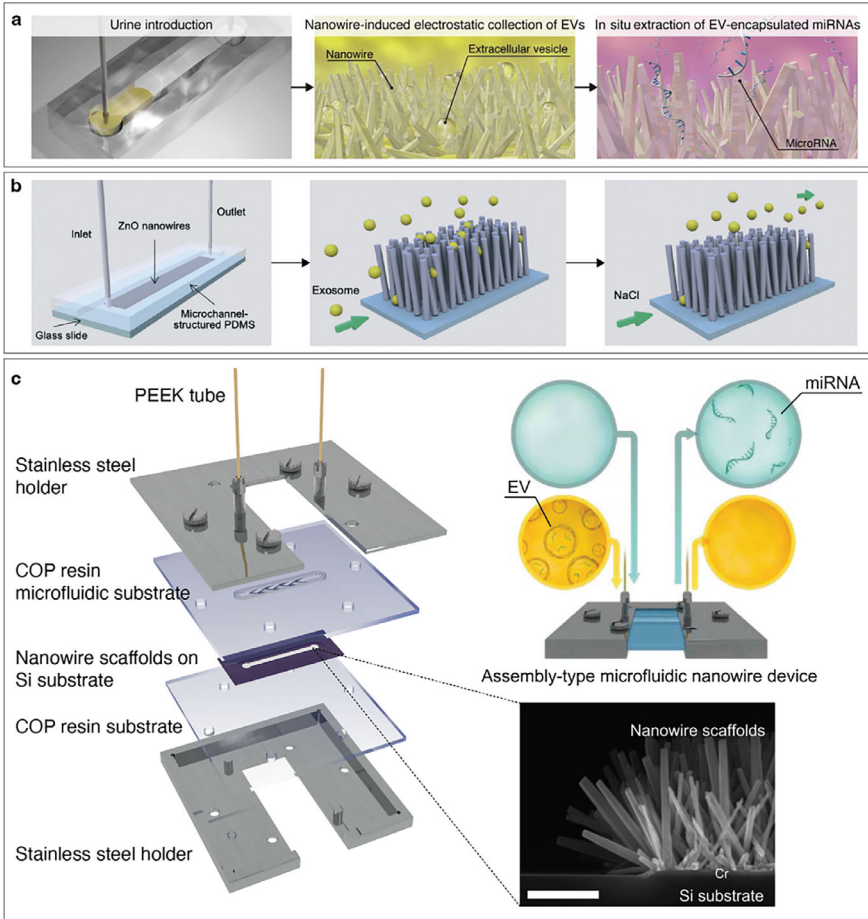 a
Urine introduction
Nanowire-induced electrostatic collection of EVs
In situ extraction of EV-encapsulated miRNAs
Nanowire
Extracellular vesicle
MicroRNA
b
Inlet
ZnO nanowires
Outlet
Glass slide
Microchannel-
structured PDMS
Exosome
NaCl
c
PEEK tube
Stainless steel
holder
COP resin
microfluidic substrate
Nanowire scaffolds on
Si substrate
COP resin substrate
Stainless steel holder
miRNA
EV
Assembly-type microfluidic nanowire device
Nanowire scaffolds
Cr
Si substrate